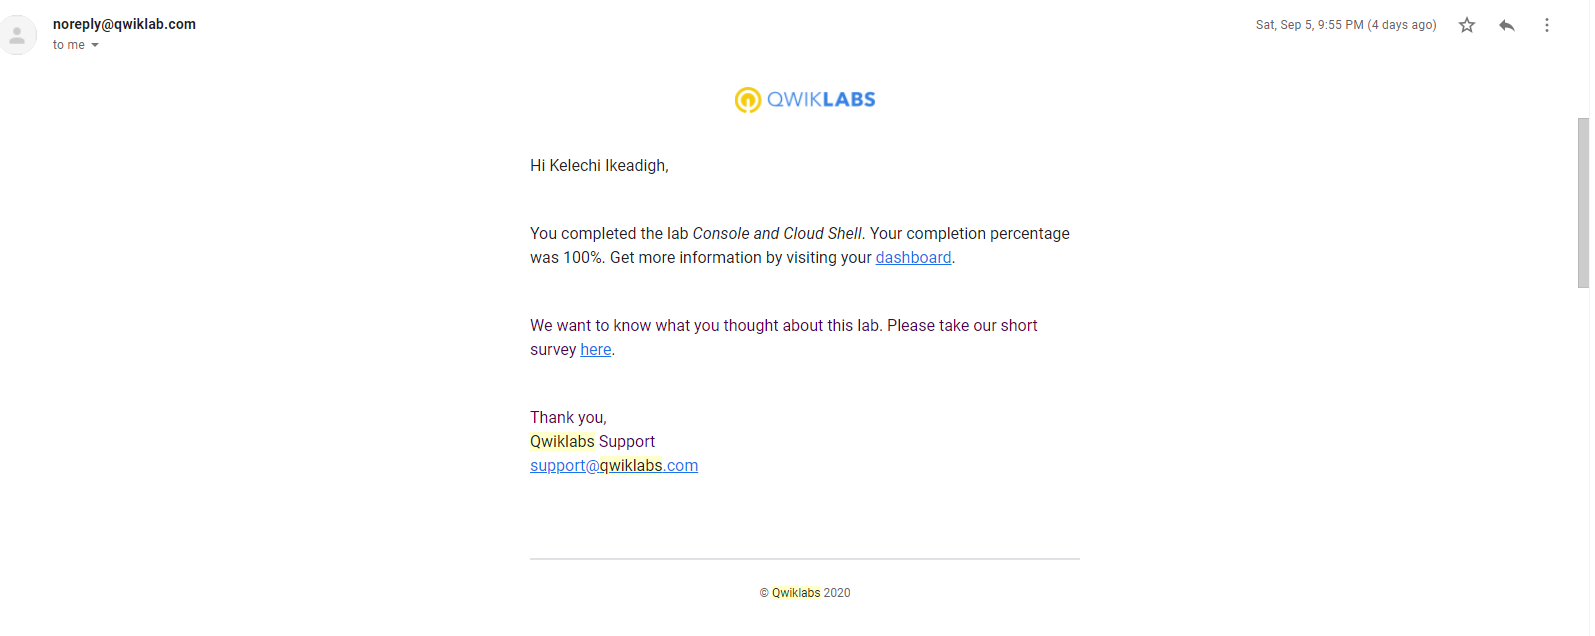 noreply@qwiklab.com
Sat, Sep 5, 9:55 PM (4 days ago)
to me
QWIKLABS
Hi Kelechi Ikeadigh,
You completed the lab Console and Cloud Shell. Your completion percentage
was 100%. Get more information by visiting your dashboard.
We want to know what you thought about this lab. Please take our short
survey here.
Thank you,
Qwiklabs Support
support@qwiklabs.com
© Qwiklabs 2020